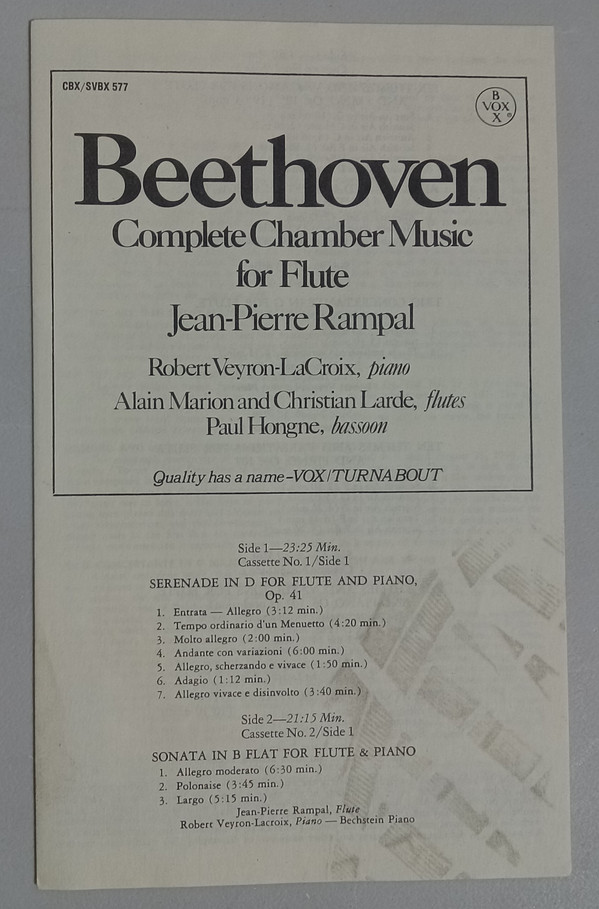 CBX/SVBX 577
B
VOX
X ®
Beethoven
Complete Chamber Music
for Flute
Jean-Pierre Rampal
Robert Veyron-LaCroix, piano
Alain Marion and Christian Larde, flutes
Paul Hongne, bassoon
Quality has a name-VOX/TURNABOUT
Side 1—23:25 Min.
Cassette No. 1/Side 1
SERENADE IN D FOR FLUTE AND PIANO,
Op. 41
1. Entrata — Allegro (3:12 min.)
2. Tempo ordinario d'un Menuetto (4:20 min.)
3. Molto allegro (2:00 min.)
4. Andante con variazioni (6:00 min.)
5. Allegro, scherzando e vivace (1:50 min.)
6. Adagio (1:12 min.)
7. Allegro vivace e disinvolto (3:40 min.)
Side 2—21:15 Min.
Cassette No. 2/Side 1
SONATA IN B FLAT FOR FLUTE & PIANO
1. Allegro moderato (6:30 min.)
2. Polonaise (3:45 min.)
3. Largo (5:15 min.)
Jean-Pierre Rampal, Flute
Robert Veyron-Lacroix, Piano — Bechstein Piano